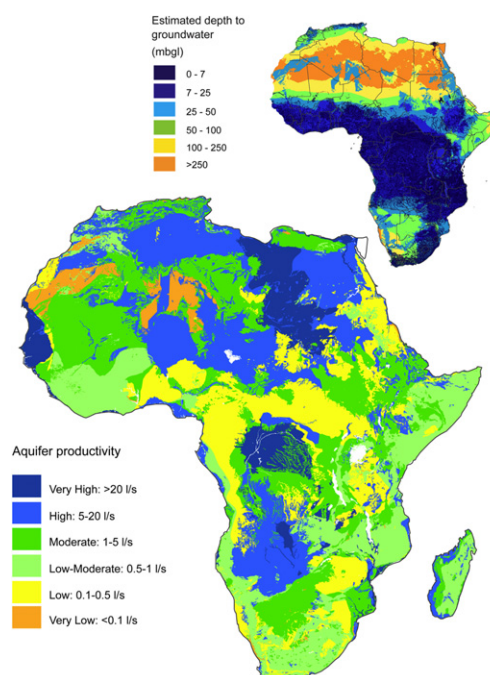 Estimated depth to
groundwater
(mbgl)
0 - 7
7 - 25
25 - 50
50 - 100
100 - 250
>250
Aquifer productivity
Very High: >20 l/s
High: 5-20 l/s
Moderate: 1-5 l/s
Low-Moderate: 0.5-1 l/s
Low: 0.1-0.5 l/s
Very Low: <0.1 l/s